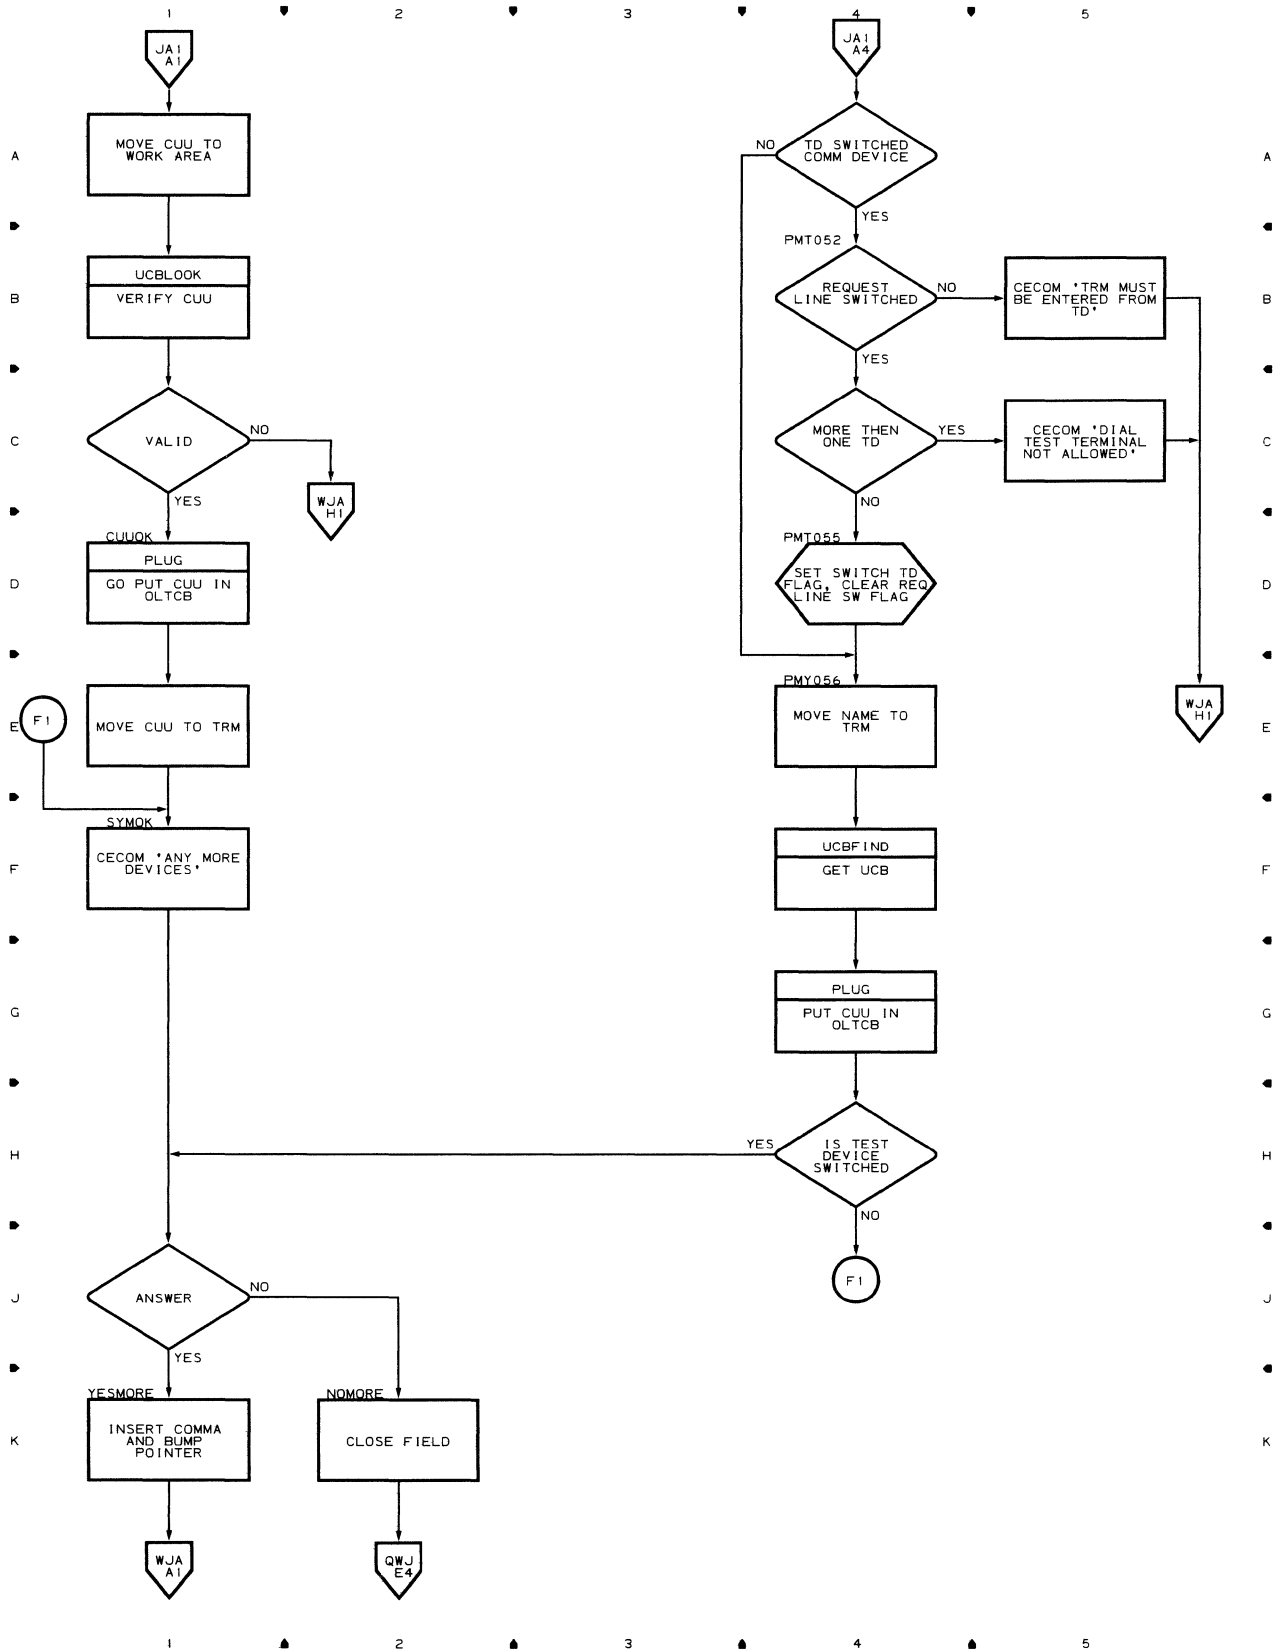 1
2
3
4
5
JA1
A1
MOVE CUU TO
WORK AREA
A
UCBLOOK
VERIFY CUU
B
VALID
NO
YES
C
WJA
H1
CUUOK
PLUG
GO PUT CUU IN
OLTCB
D
MOVE CUU TO TRM
E
F1
SYMOK
CECOM 'ANY MORE
DEVICES'
F
G
H
ANSWER
NO
YES
J
YESMORE
INSERT COMMA
AND BUMP
POINTER
K
NOMORE
CLOSE FIELD
WJA
A1
QWJ
E4
JA1
A4
NO
TD SWITCHED
COMM DEVICE
YES
A
PMT052
REQUEST
LINE SWITCHED
NO
YES
CECOM 'TRM MUST
BE ENTERED FROM
TD'
B
MORE THEN
ONE TD
YES
NO
CECOM 'DIAL
TEST TERMINAL
NOT ALLOWED'
C
PMT055
SET SWITCH TD
FLAG, CLEAR REQ
LINE SW FLAG
D
PMY056
MOVE NAME TO
TRM
WJA
H1
E
UCBFIND
GET UCB
F
PLUG
PUT CUU IN
OLTCB
G
YES
IS TEST
DEVICE
SWITCHED
NO
H
F1
J
K
1
2
3
4
5